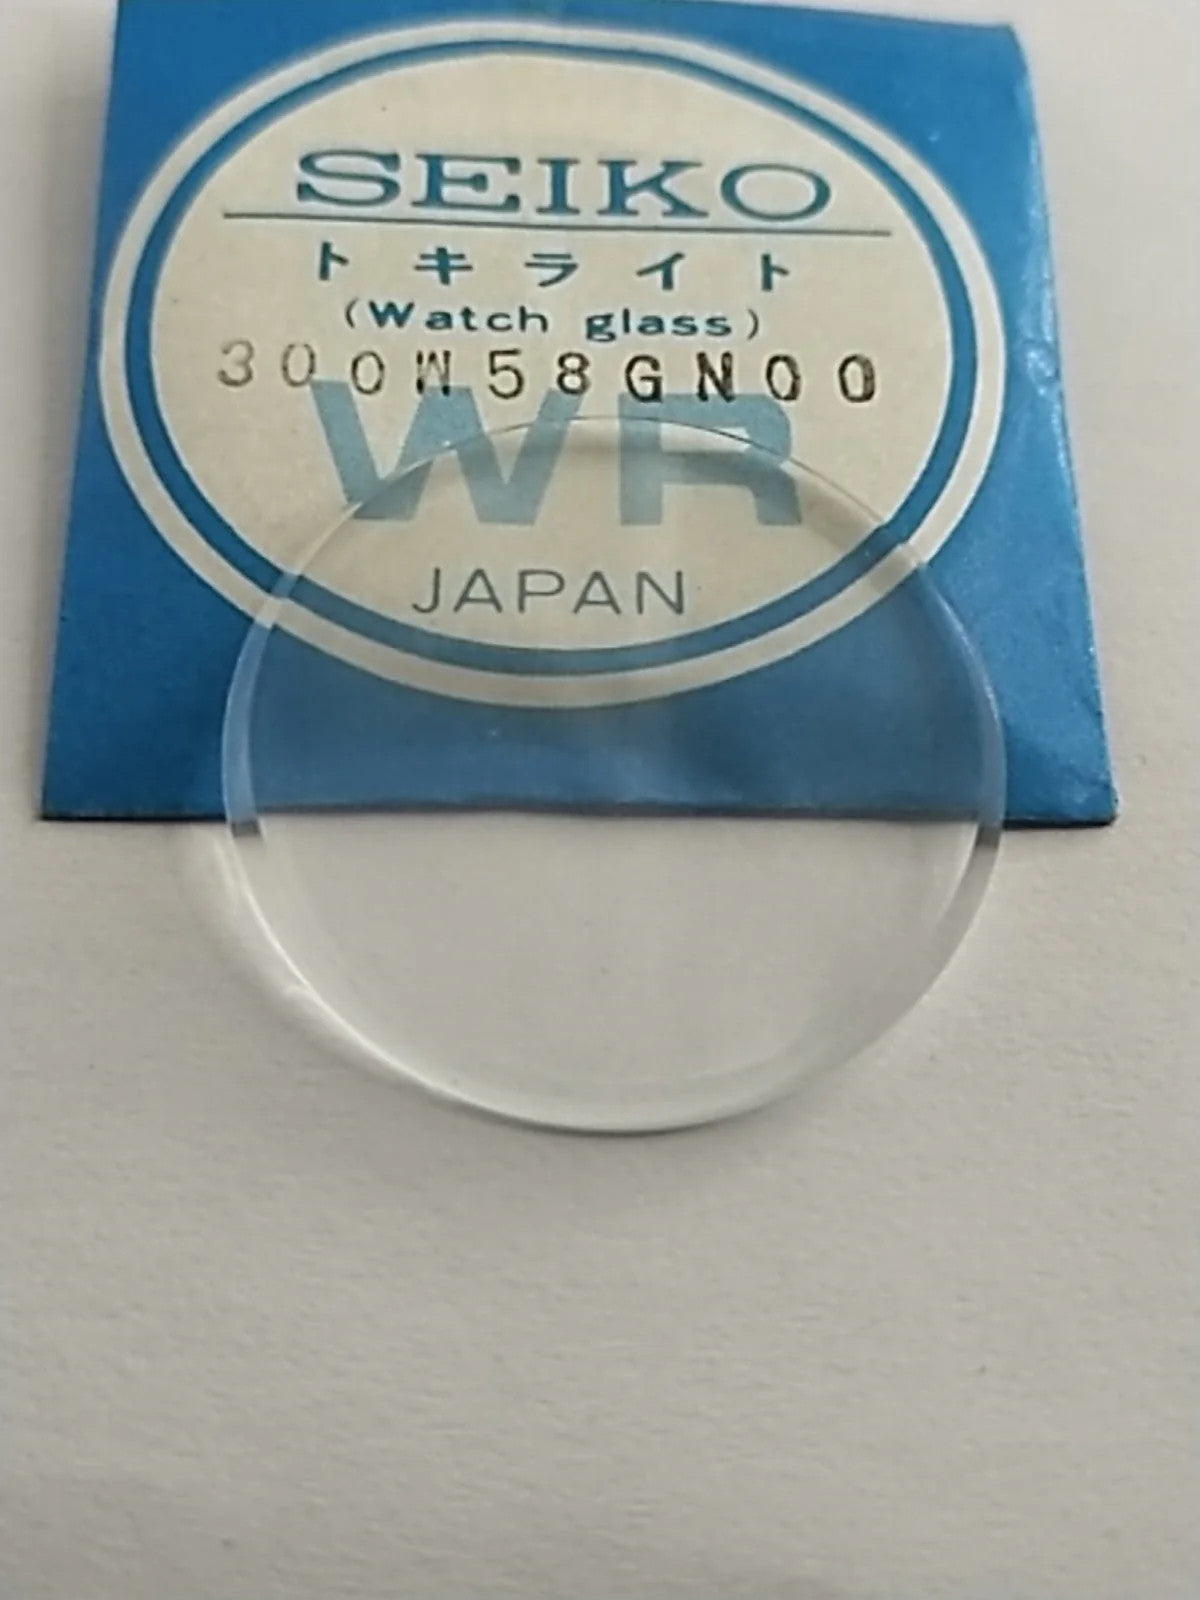 SEIKO
トキライト
(Watch glass)
300W58GN00
WR
JAPAN